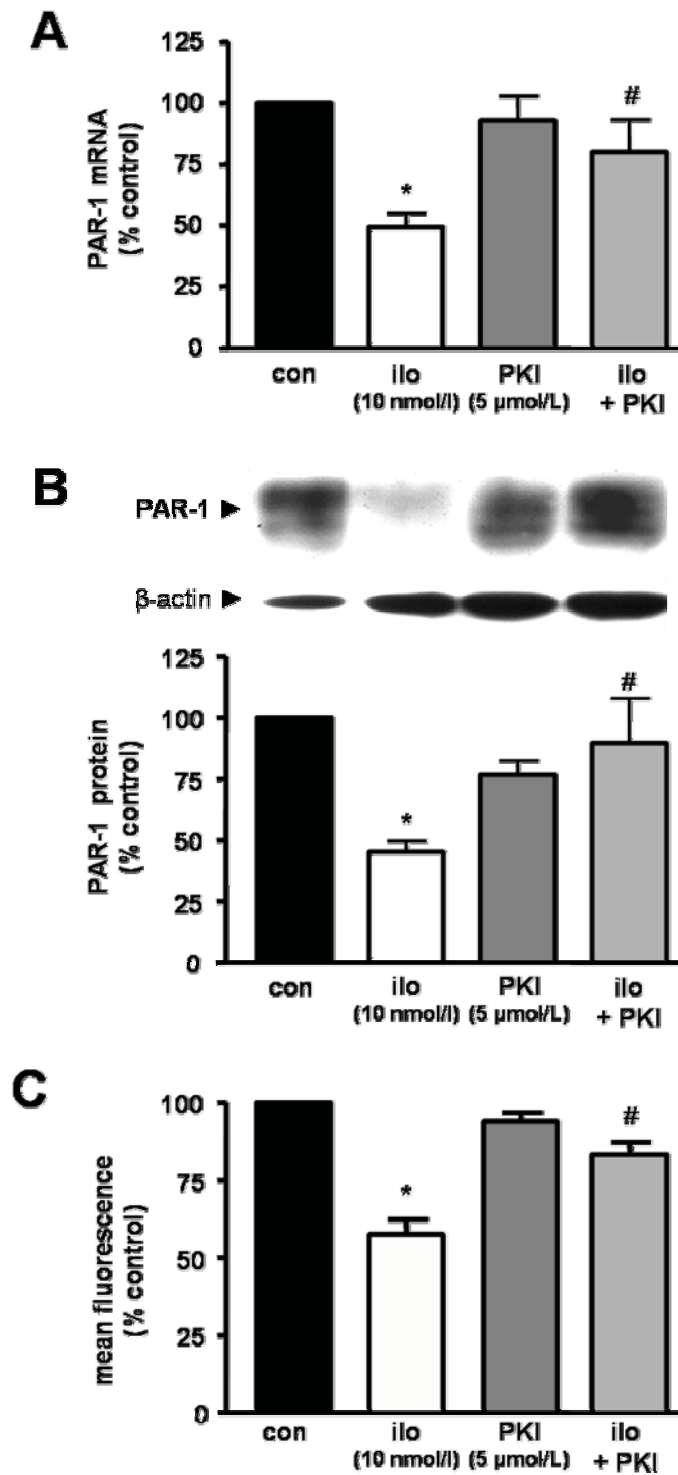 A
PAR-1 mRNA
(% control)
125
100
75
50
25
0
*
#
con ilo PKI ilo
(10 nmol/l) (5 µmol/L) + PKI
B
PAR-1 ►
β-actin ►
PAR-1 protein
(% control)
125
100
75
50
25
0
*
#
con ilo PKI ilo
(10 nmol/l) (5 µmol/L) + PKI
C
mean fluorescence
(% control)
100
75
50
25
0
*
#
con ilo PKI ilo
(10 nmol/l) (5 µmol/L) + PKI